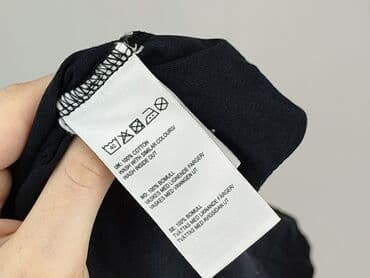 UK: 100% COTTON
WASH WITH SIMILAR COLOURS/
WASH INSIDE OUT
NO: 100% BOMULL
VASKES MED LIGNENDE FARGER/
VASKES MED VRANGEN UT
SE: 100% BOMULL
TVÄTTAS MED LIKNANDE FÄRGER/
TVÄTTAS MED AVIGSIDAN UT